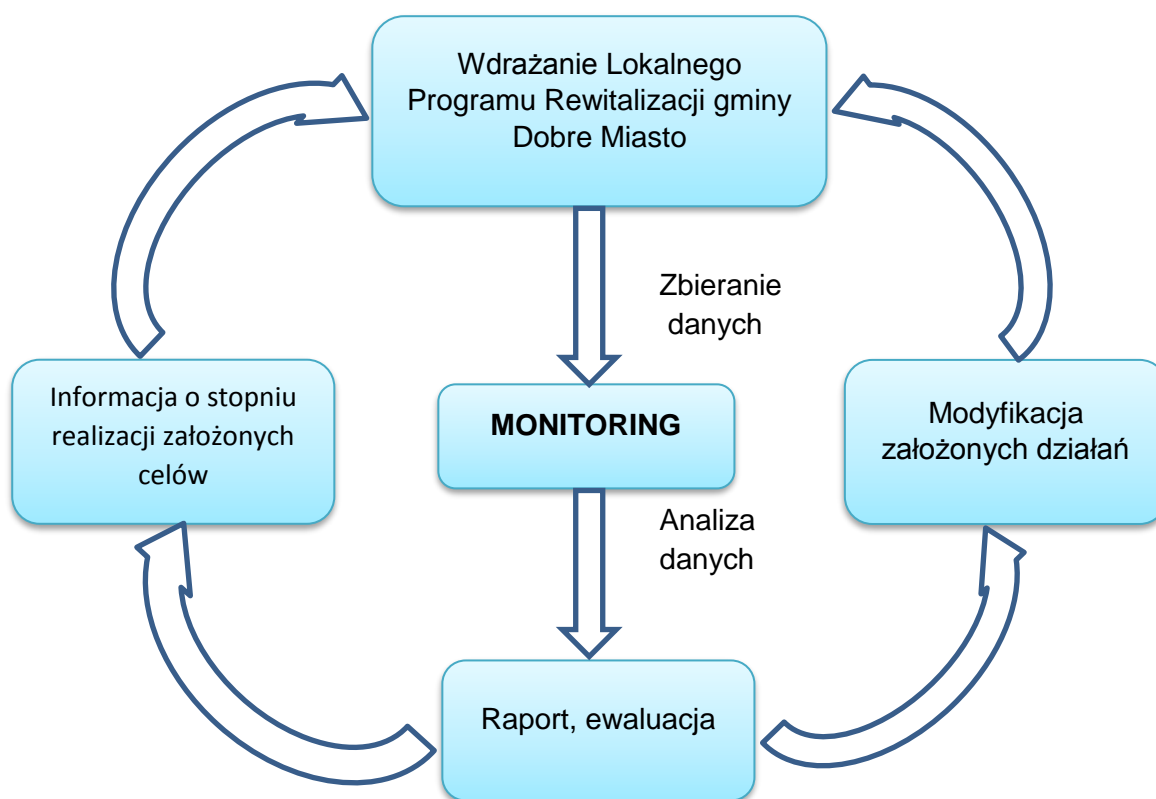 Wdrażanie Lokalnego
Programu Rewitalizacji gminy
Dobre Miasto
Zbieranie
danych
Informacja o stopniu
realizacji założonych
celów
MONITORING
Modyfikacja
założonych działań
Analiza
danych
Raport, ewaluacja